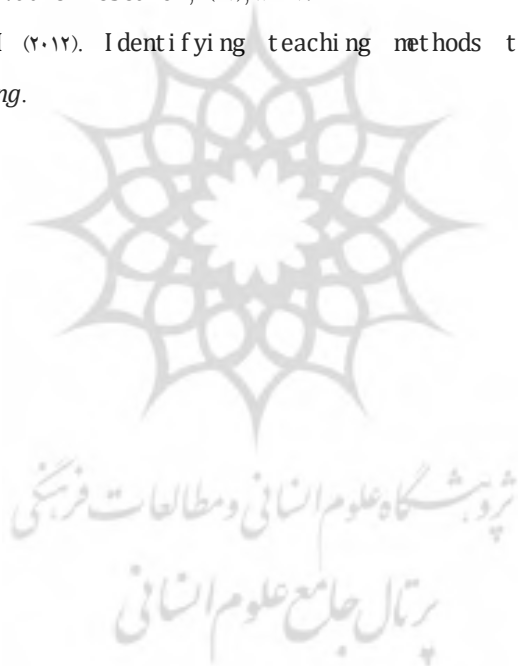 I (۲۰۱۲). Identifying teaching methods t
ng.
پژوهشگاه علوم انسانی و مطالعات فرهنگی
پرتال جامع علوم انسانی